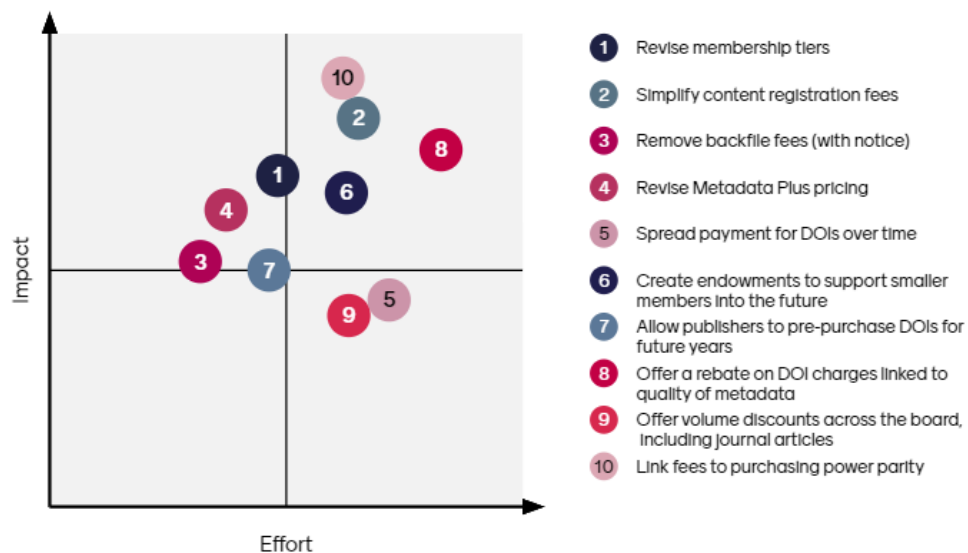 10
2
8
1
6
4
3
7
5
9
Impact
Effort
1 Revise membership tiers
2 Simplify content registration fees
3 Remove backfile fees (with notice)
4 Revise Metadata Plus pricing
5 Spread payment for DOIs over time
6 Create endowments to support smaller
members into the future
7 Allow publishers to pre-purchase DOIs for
future years
8 Offer a rebate on DOI charges linked to
quality of metadata
9 Offer volume discounts across the board,
including journal articles
10 Link fees to purchasing power parity